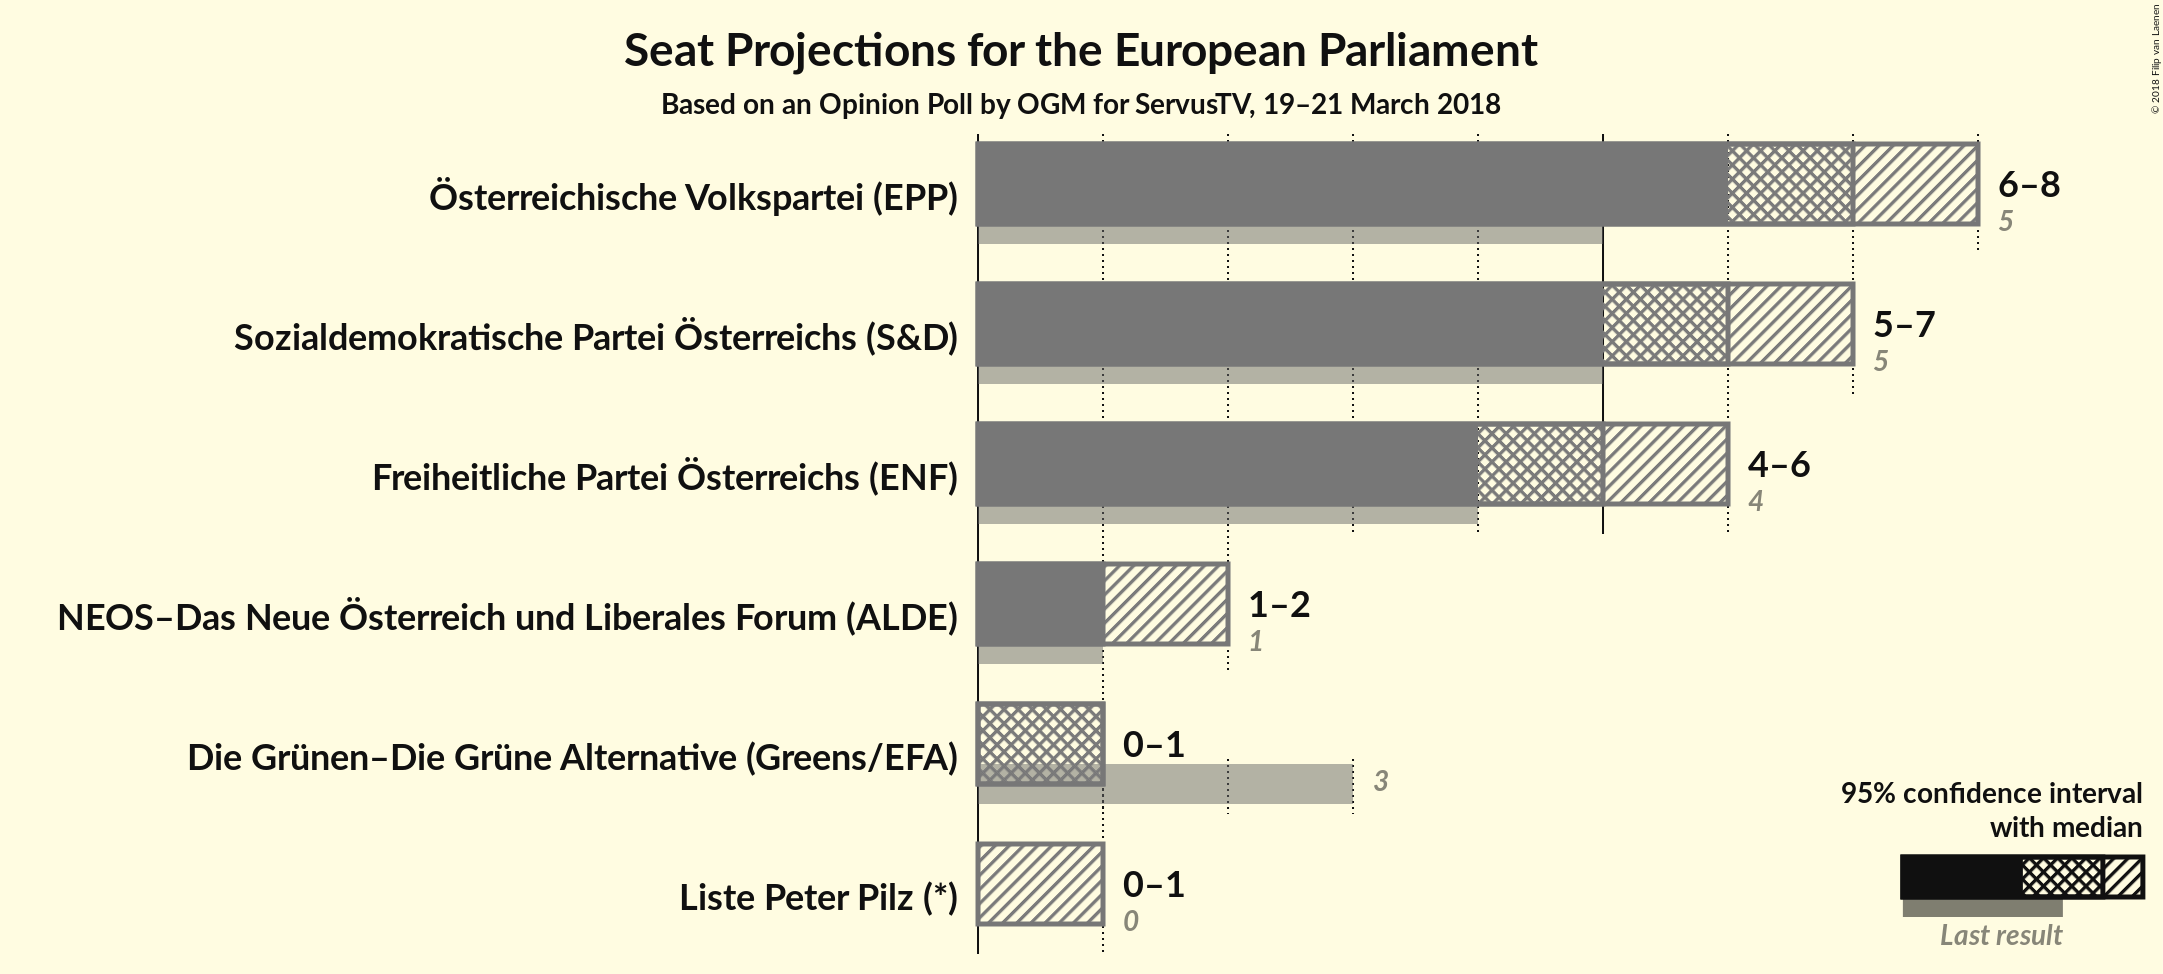 Seat Projections for the European Parliament
Based on an Opinion Poll by OGM for ServusTV, 19–21 March 2018
© 2018 Filip van Laenen
Österreichische Volkspartei (EPP)
6–8
5
Sozialdemokratische Partei Österreichs (S&D)
5–7
5
Freiheitliche Partei Österreichs (ENF)
4–6
4
NEOS–Das Neue Österreich und Liberales Forum (ALDE)
1–2
1
Die Grünen–Die Grüne Alternative (Greens/EFA)
0–1
3
Liste Peter Pilz (*)
0–1
0
95% confidence interval
with median
Last result